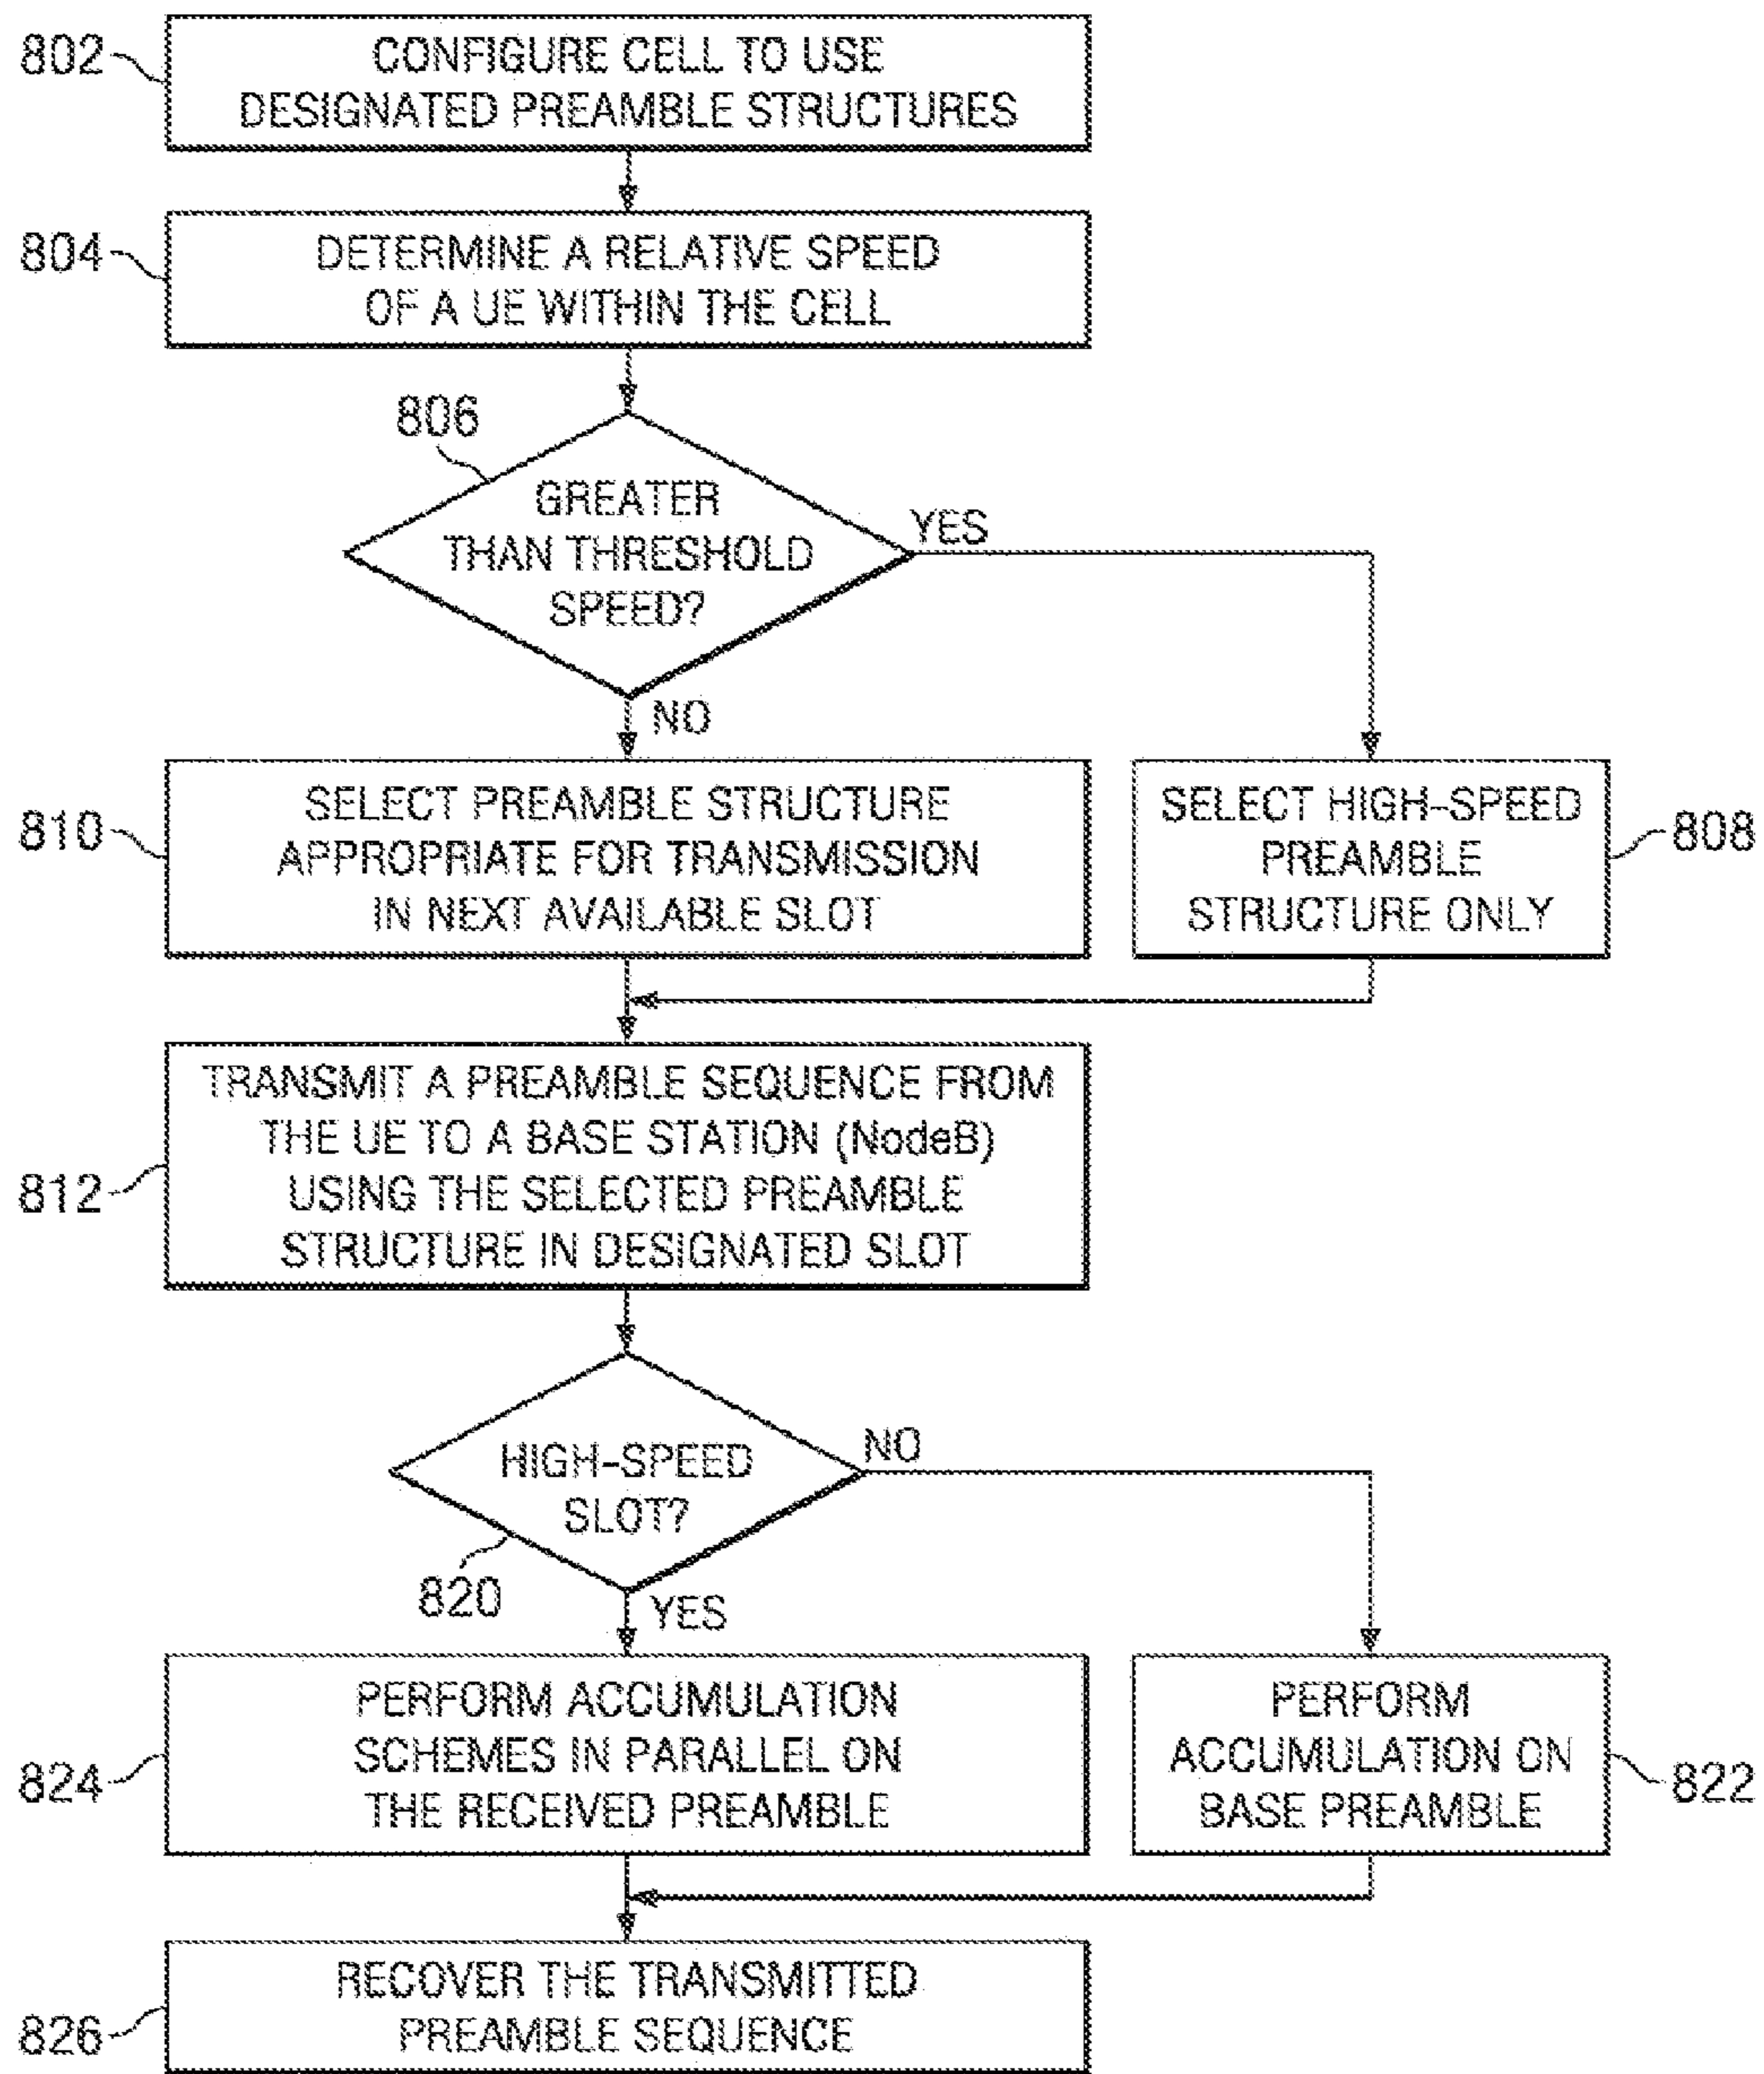 802
CONFIGURE CELL TO USE
DESIGNATED PREAMBLE STRUCTURES
804
DETERMINE A RELATIVE SPEED
OF A UE WITHIN THE CELL
806
GREATER
THAN THRESHOLD
SPEED?
YES
NO
810
SELECT PREAMBLE STRUCTURE
APPROPRIATE FOR TRANSMISSION
IN NEXT AVAILABLE SLOT
SELECT HIGH-SPEED
PREAMBLE
STRUCTURE ONLY
808
812
TRANSMIT A PREAMBLE SEQUENCE FROM
THE UE TO A BASE STATION (NodeB)
USING THE SELECTED PREAMBLE
STRUCTURE IN DESIGNATED SLOT
HIGH-SPEED
SLOT?
NO
820
YES
824
PERFORM ACCUMULATION
SCHEMES IN PARALLEL ON
THE RECEIVED PREAMBLE
PERFORM
ACCUMULATION ON
BASE PREAMBLE
822
826
RECOVER THE TRANSMITTED
PREAMBLE SEQUENCE